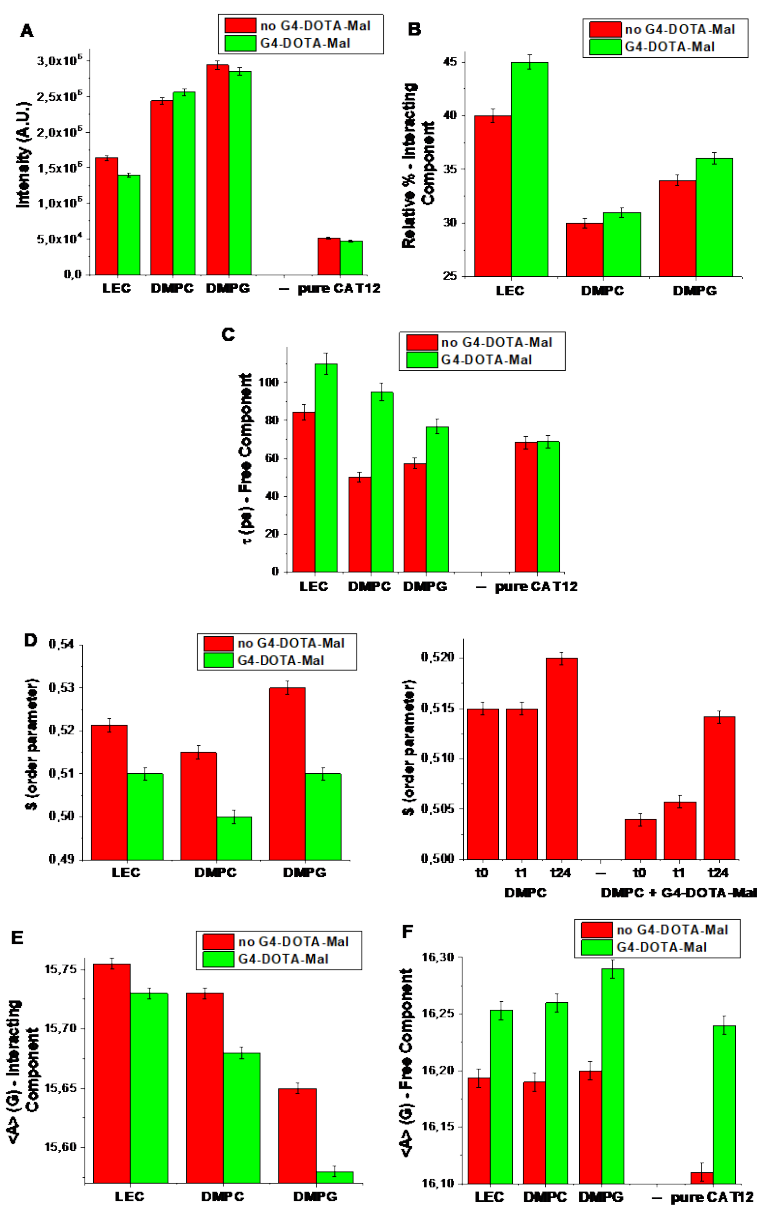 A
no G4-DOTA-Mal
G4-DOTA-Mal
Intensity (A.U.)
3,0x10⁵
2,5x10⁵
2,0x10⁵
1,5x10⁵
1,0x10⁵
5,0x10⁴
0,0
LEC DMPC DMPG — pure CAT12
B
no G4-DOTA-Mal
G4-DOTA-Mal
Relative % - Interacting
Component
45
40
35
30
25
LEC DMPC DMPG
C
no G4-DOTA-Mal
G4-DOTA-Mal
τ (ps) - Free Component
100
80
60
40
20
0
LEC DMPC DMPG — pure CAT12
D
no G4-DOTA-Mal
G4-DOTA-Mal
S (order parameter)
0,54
0,53
0,52
0,51
0,50
0,49
LEC DMPC DMPG
S (order parameter)
0,520
0,515
0,510
0,505
0,500
t0 t1 t24 — t0 t1 t24
DMPC DMPC + G4-DOTA-Mal
E
no G4-DOTA-Mal
G4-DOTA-Mal
<A> (G) - Interacting
Component
15,75
15,70
15,65
15,60
LEC DMPC DMPG
F
no G4-DOTA-Mal
G4-DOTA-Mal
<A> (G) - Free Component
16,30
16,25
16,20
16,15
16,10
LEC DMPC DMPG — pure CAT12